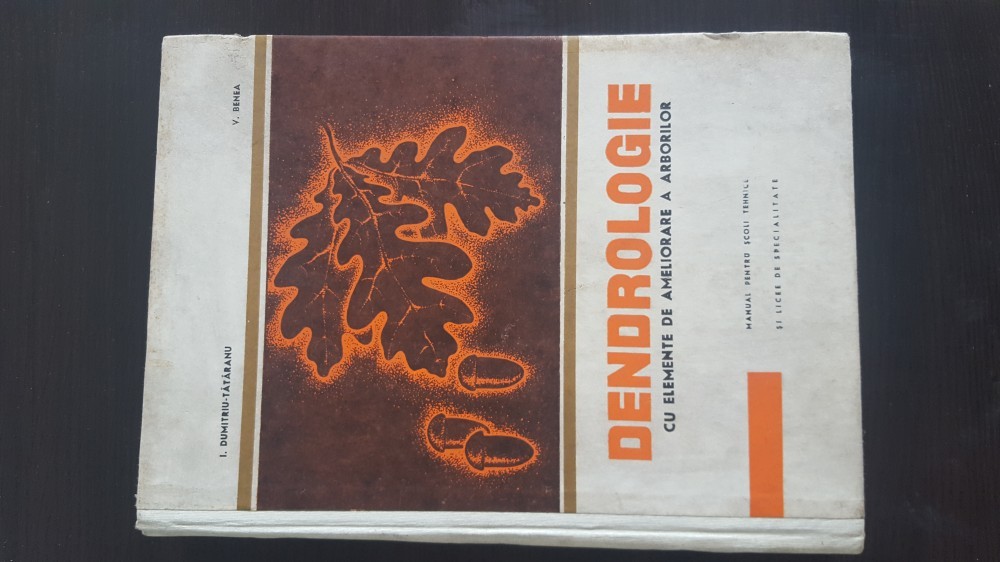 I. DUMITRIU-TĂTĂRANU
V. BENEA
DENDROLOGIE
CU ELEMENTE DE AMELIORARE A ARBORILOR
MANUAL PENTRU ȘCOLI TEHNICE
ȘI LICEE DE SPECIALITATE